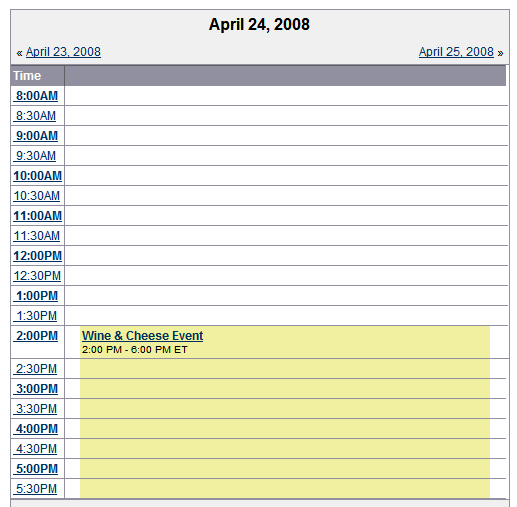 April 24, 2008
« April 23, 2008 April 25, 2008 »
Time
8:00AM
8:30AM
9:00AM
9:30AM
10:00AM
10:30AM
11:00AM
11:30AM
12:00PM
12:30PM
1:00PM
1:30PM
2:00PM Wine & Cheese Event
2:00 PM - 6:00 PM ET
2:30PM
3:00PM
3:30PM
4:00PM
4:30PM
5:00PM
5:30PM